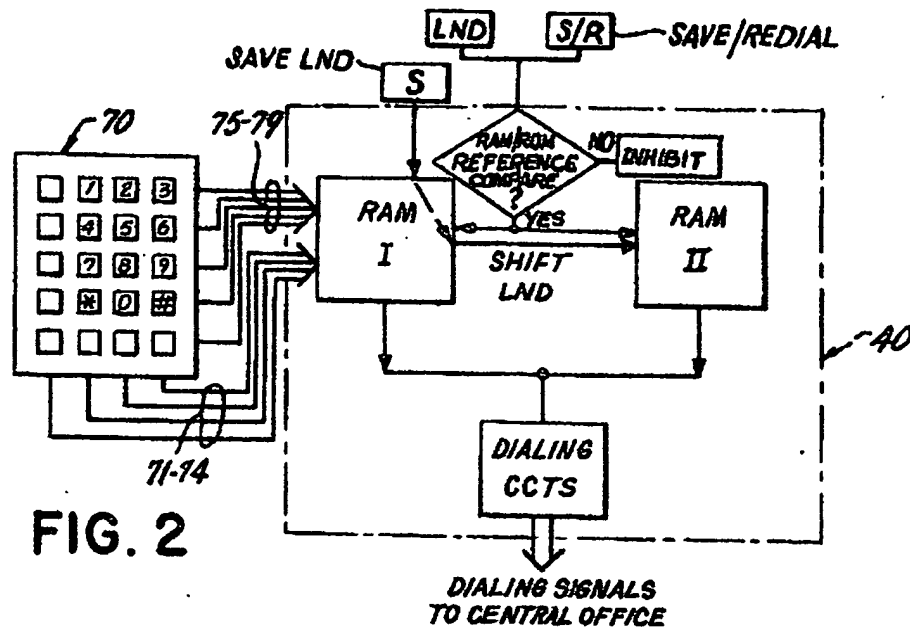 LND
S/R
SAVE/REDIAL
SAVE LND
S
75-79
70
RAM/ROM
REFERENCE
COMPARE
?
NO
INHIBIT
YES
1 2 3
4 5 6
7 8 9
* 0 #
RAM
I
SHIFT
LND
RAM
II
40
71-74
DIALING
CCTS
FIG. 2
DIALING SIGNALS
TO CENTRAL OFFICE